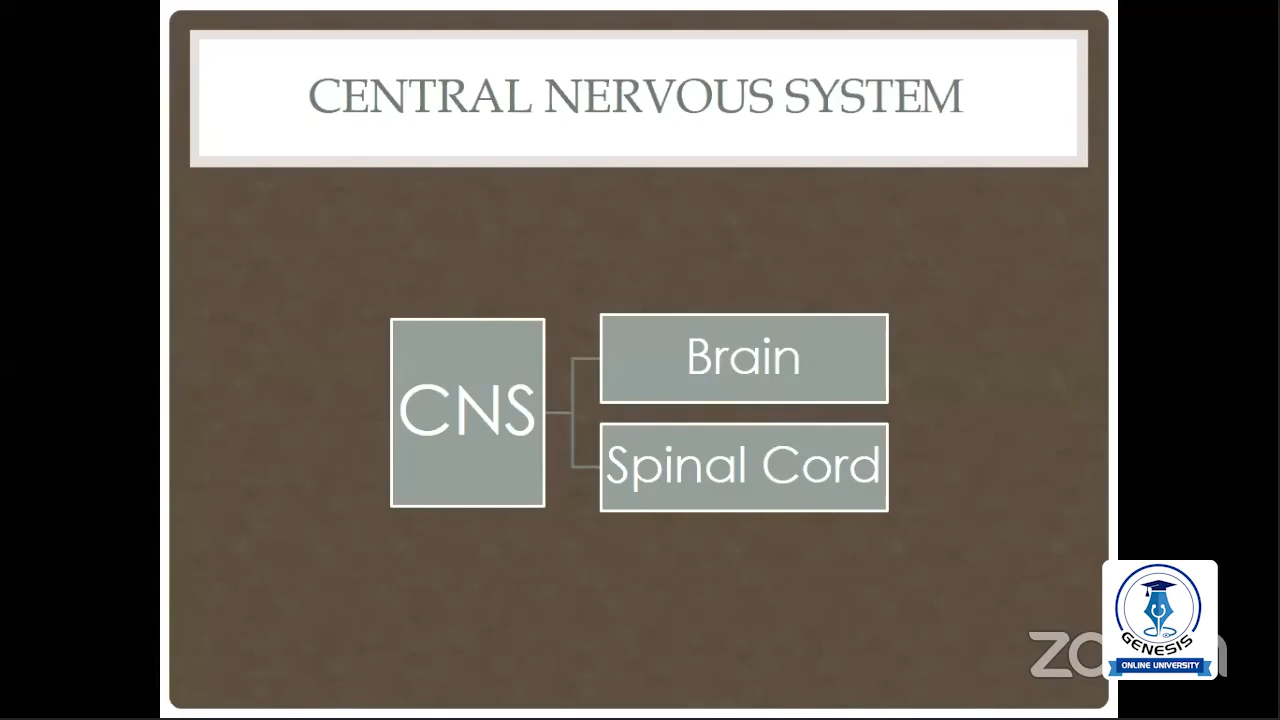 CENTRAL NERVOUS SYSTEM
CNS
Brain
Spinal Cord
GENESIS
ONLINE UNIVERSITY